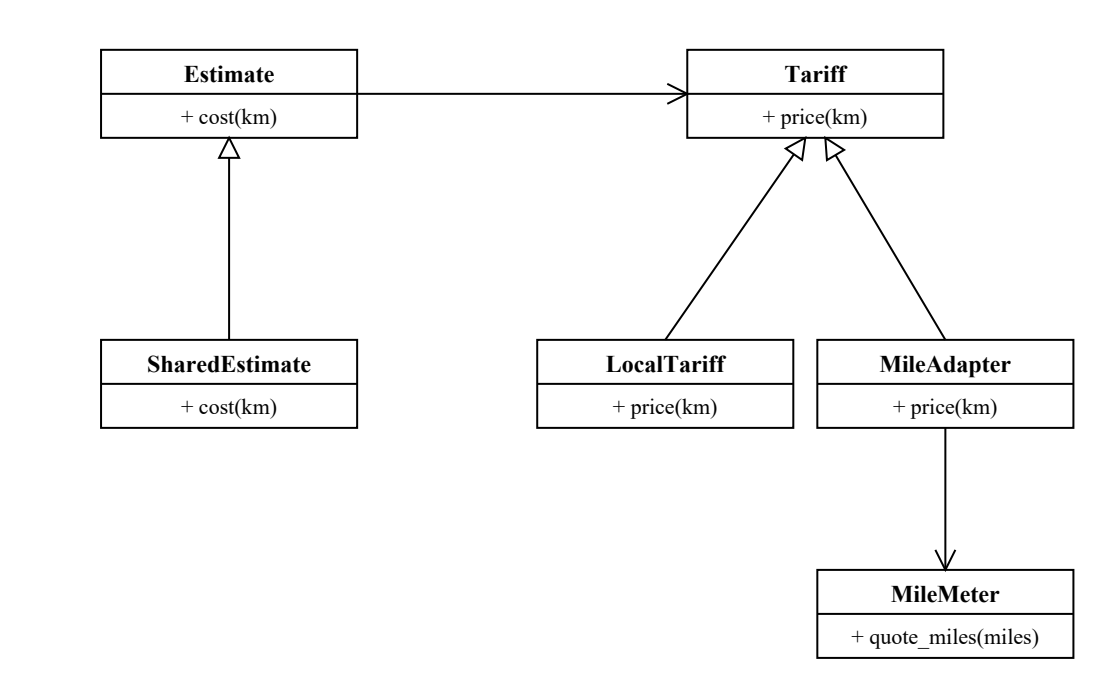 Estimate
+ cost(km)
Tariff
+ price(km)
SharedEstimate
+ cost(km)
LocalTariff
+ price(km)
MileAdapter
+ price(km)
MileMeter
+ quote_miles(miles)